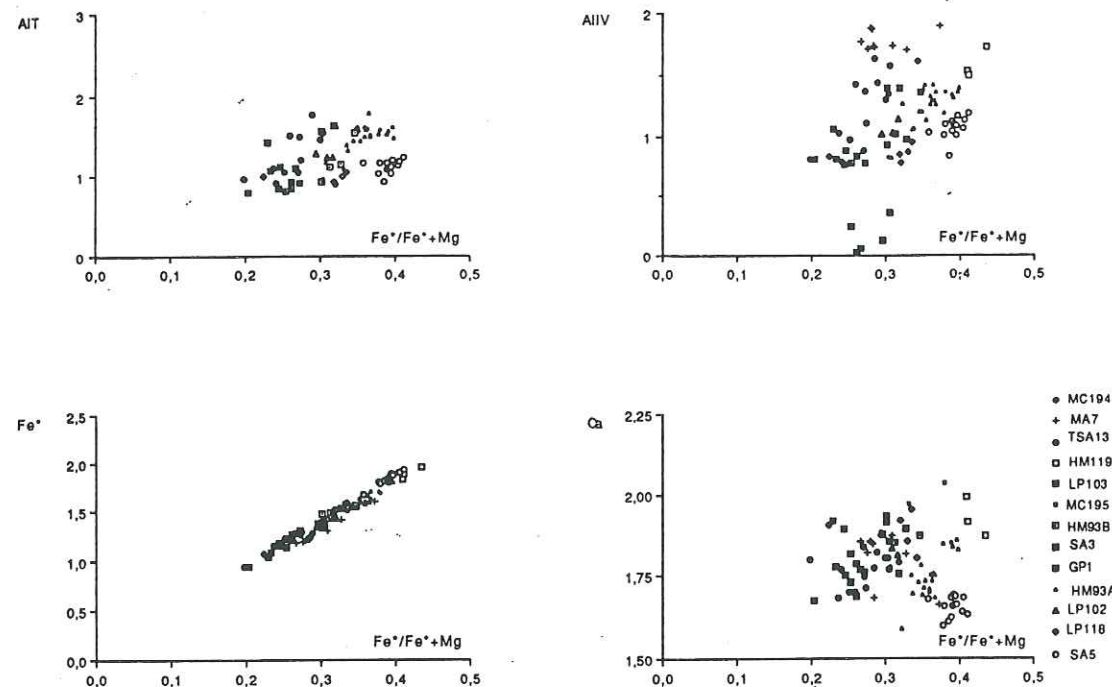 AlT
3
2
1
0
Fe*/Fe*+Mg
0,0 0,1 0,2 0,3 0,4 0,5
AlIV
2
1
0
Fe*/Fe*+Mg
0,0 0,1 0,2 0,3 0,4 0,5
Fe*
2,5
2,0
1,5
1,0
0,5
0,0
Fe*/Fe*+Mg
0,0 0,1 0,2 0,3 0,4 0,5
Ca
2,25
2,00
1,75
1,50
Fe*/Fe*+Mg
0,0 0,1 0,2 0,3 0,4 0,5
MC194
MA7
TSA13
HM119
LP103
MC195
HM93B
SA3
GP1
HM93A
LP102
LP118
SA5